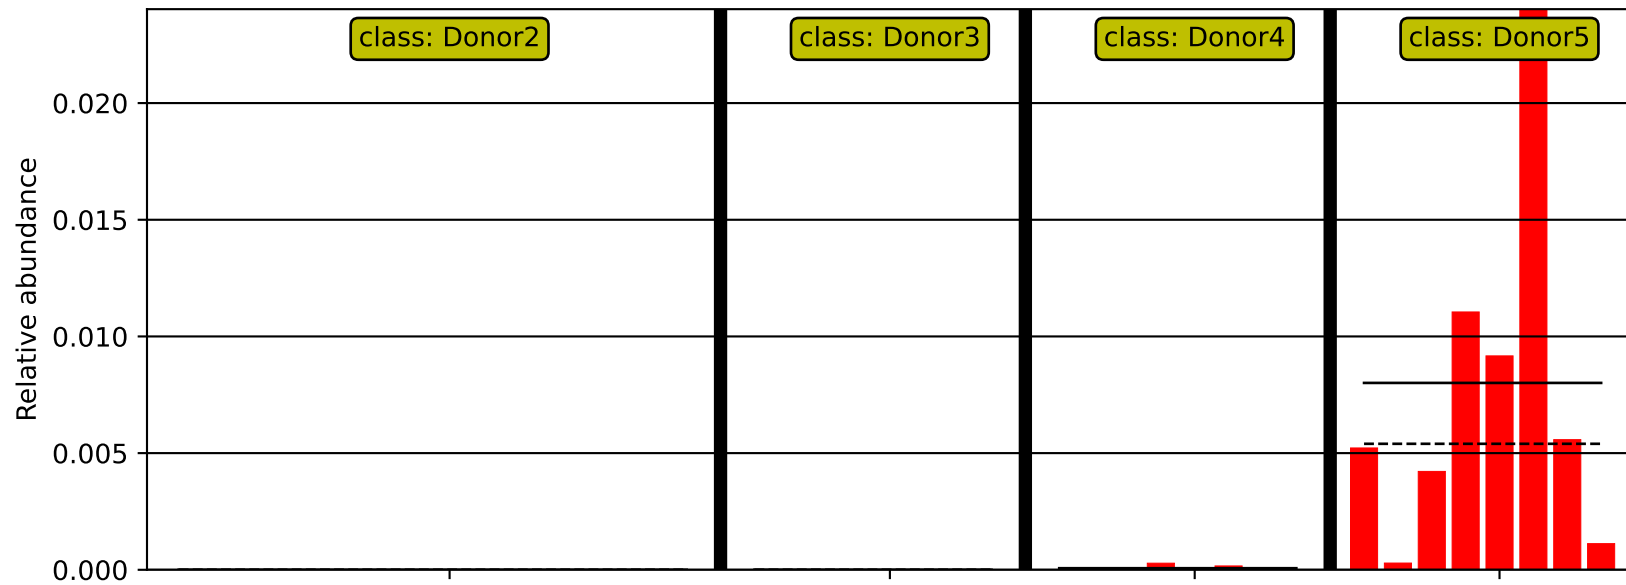 class: Donor2
class: Donor3
class: Donor4
class: Donor5
0.020
0.015
0.010
0.005
0.000
Relative abundance